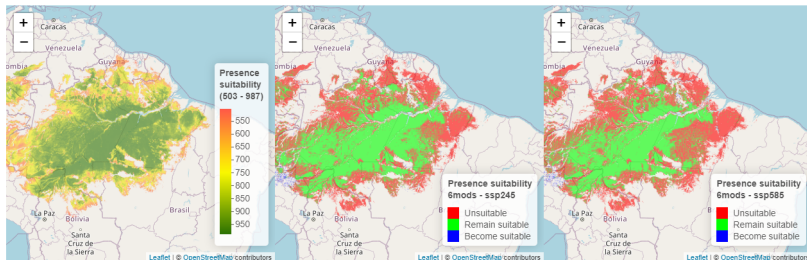 +
−
Caracas
Venezuela
Guyana
ombia
Presence
suitability
(503 - 987)
550
600
650
700
750
800
850
900
950
La Paz
Bolivia
Santa
Cruz de
la Sierra
Brasil
Leaflet | © OpenStreetMap contributors
+
−
Caracas
Venezuela
Guyana
ombia
La Paz
Bolivia
Santa
Cruz de
la Sierra
Presence suitability
6mods - ssp245
Unsuitable
Remain suitable
Become suitable
Leaflet | © OpenStreetMap contributors
+
−
Caracas
Venezuela
Guyana
ombia
La Paz
Bolivia
Santa
Cruz de
la Sierra
Presence suitability
6mods - ssp585
Unsuitable
Remain suitable
Become suitable
Leaflet | © OpenStreetMap contributors